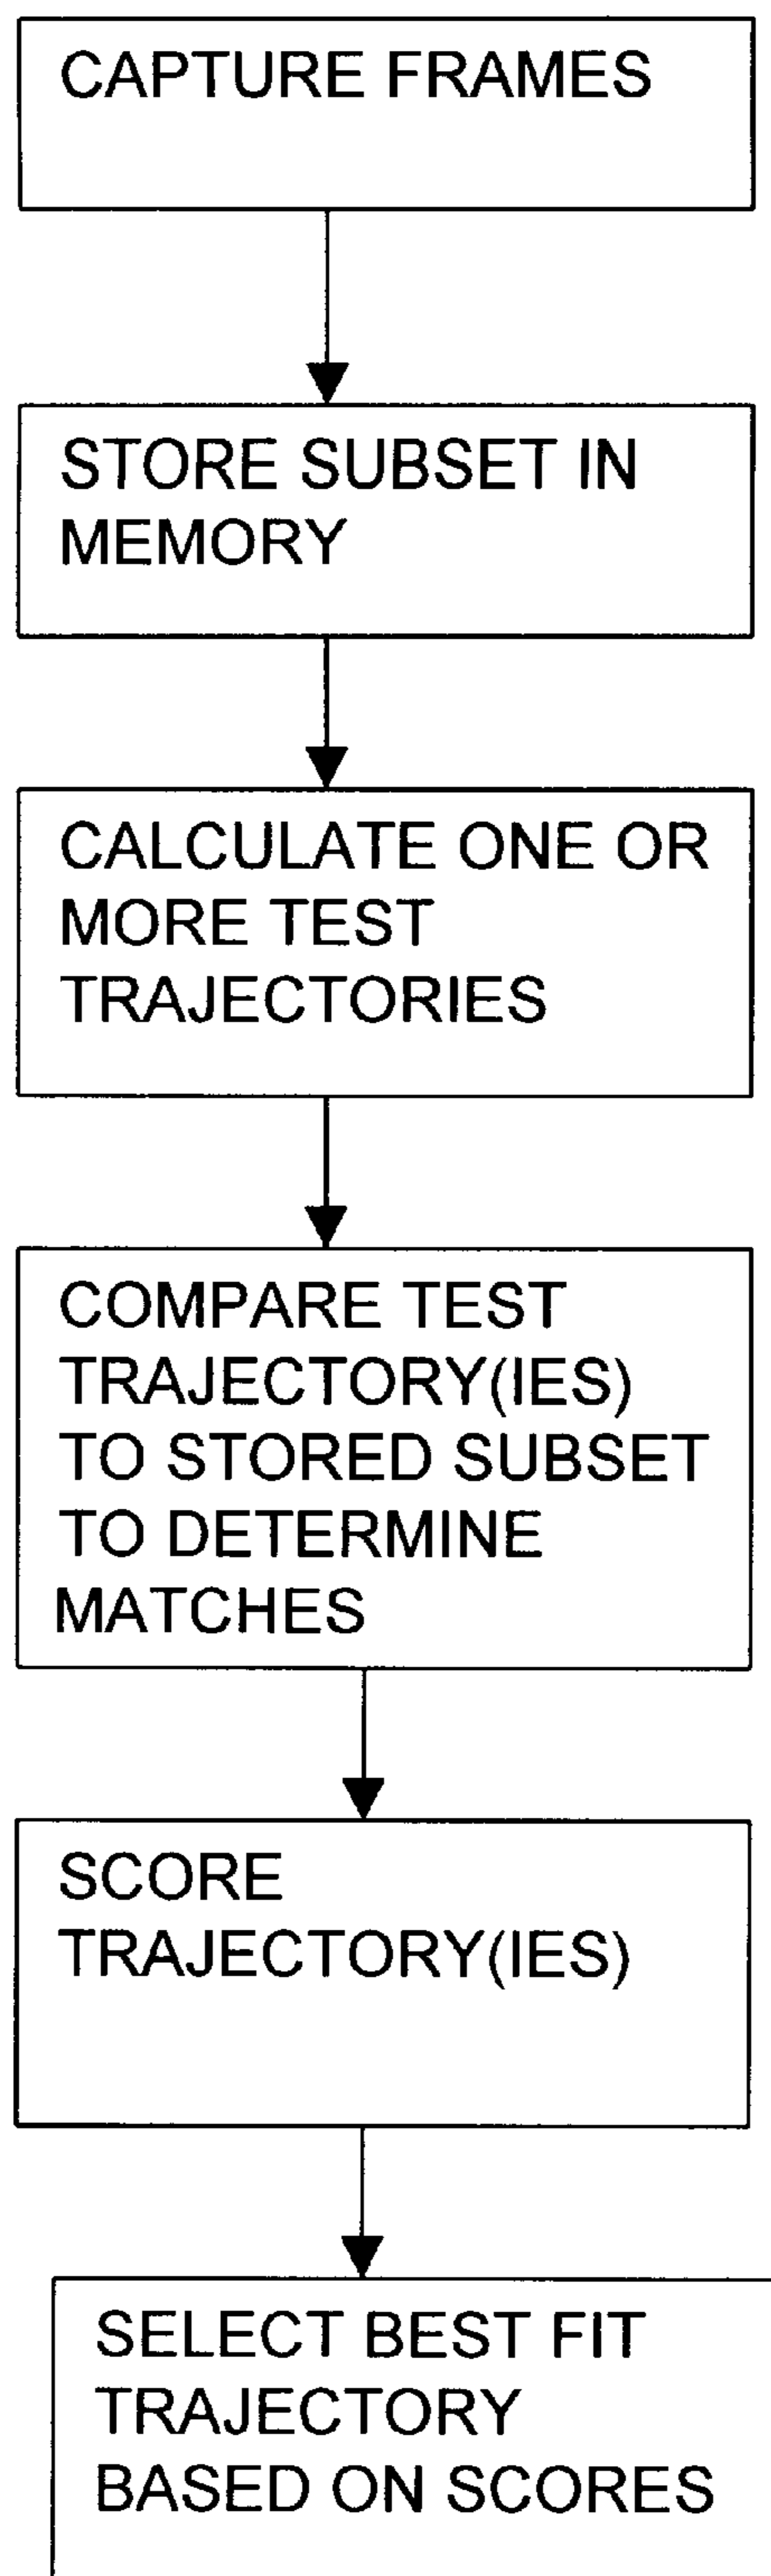 CAPTURE FRAMES
STORE SUBSET IN
MEMORY
CALCULATE ONE OR
MORE TEST
TRAJECTORIES
COMPARE TEST
TRAJECTORY(IES)
TO STORED SUBSET
TO DETERMINE
MATCHES
SCORE
TRAJECTORY(IES)
SELECT BEST FIT
TRAJECTORY
BASED ON SCORES